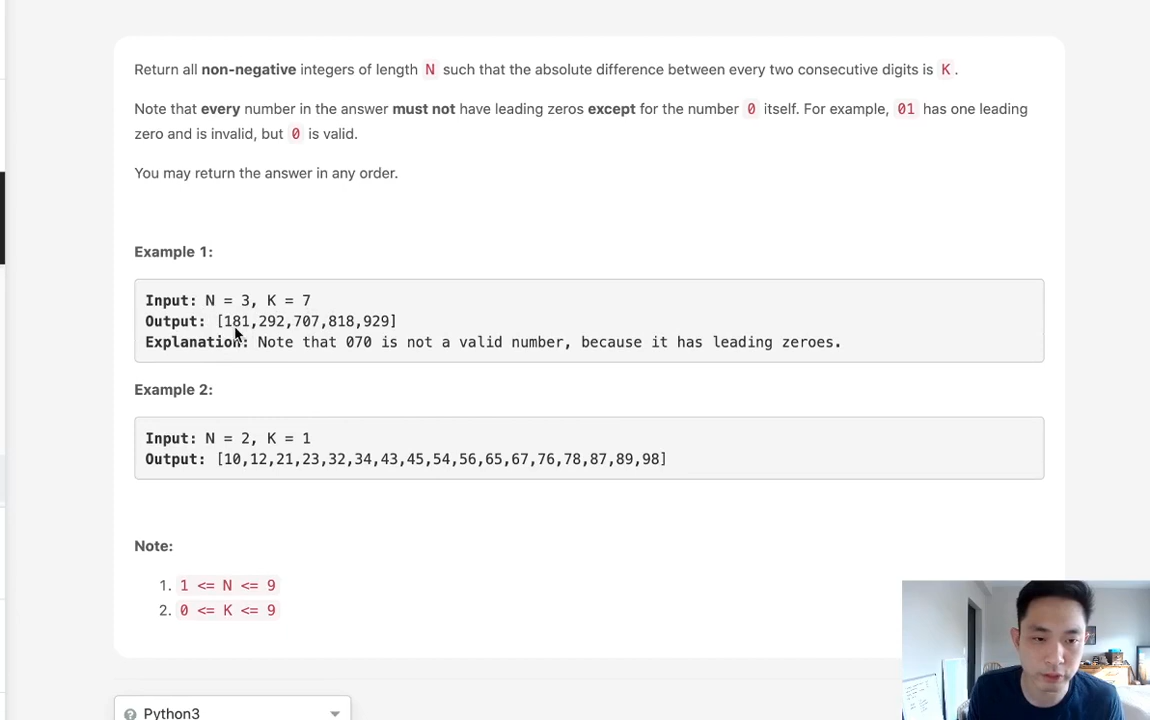 Return all non-negative integers of length N such that the absolute difference between every two consecutive digits is K.
Note that every number in the answer must not have leading zeros except for the number 0 itself. For example, 01 has one leading
zero and is invalid, but 0 is valid.
You may return the answer in any order.
Example 1:
Input: N = 3, K = 7
Output: [181,292,707,818,929]
Explanation: Note that 070 is not a valid number, because it has leading zeroes.
Example 2:
Input: N = 2, K = 1
Output: [10,12,21,23,32,34,43,45,54,56,65,67,76,78,87,89,98]
Note:
1. 1 <= N <= 9
2. 0 <= K <= 9
Python3